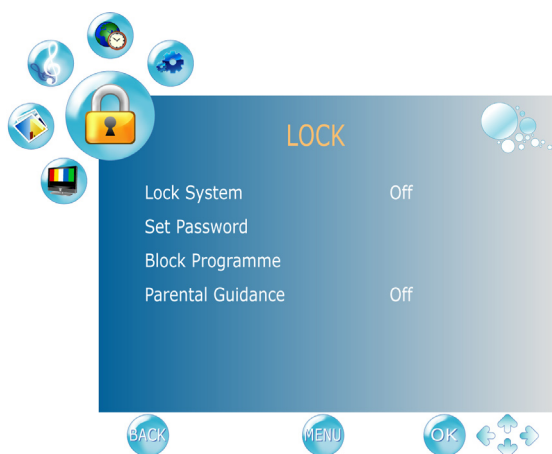 LOCK
Lock System Off
Set Password
Block Programme
Parental Guidance Off
BACK MENU OK